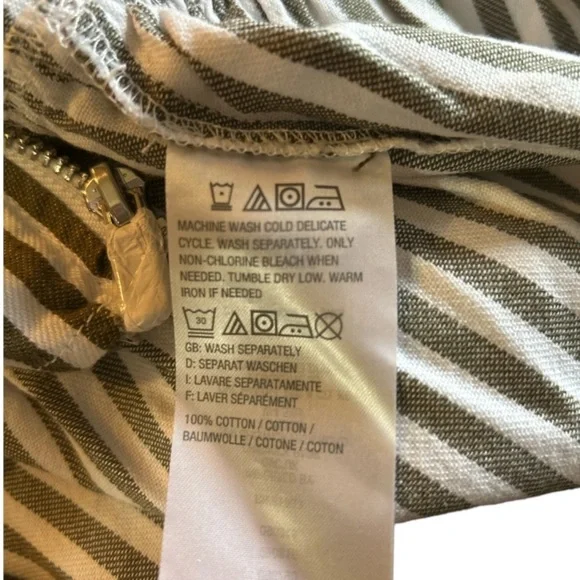 MACHINE WASH COLD DELICATE
CYCLE. WASH SEPARATELY. ONLY
NON-CHLORINE BLEACH WHEN
NEEDED. TUMBLE DRY LOW. WARM
IRON IF NEEDED
30
GB: WASH SEPARATELY
D: SEPARAT WASCHEN
I: LAVARE SEPARATAMENTE
F: LAVER SÉPARÉMENT
100% COTTON / COTTON /
BAUMWOLLE / COTONE / COTON